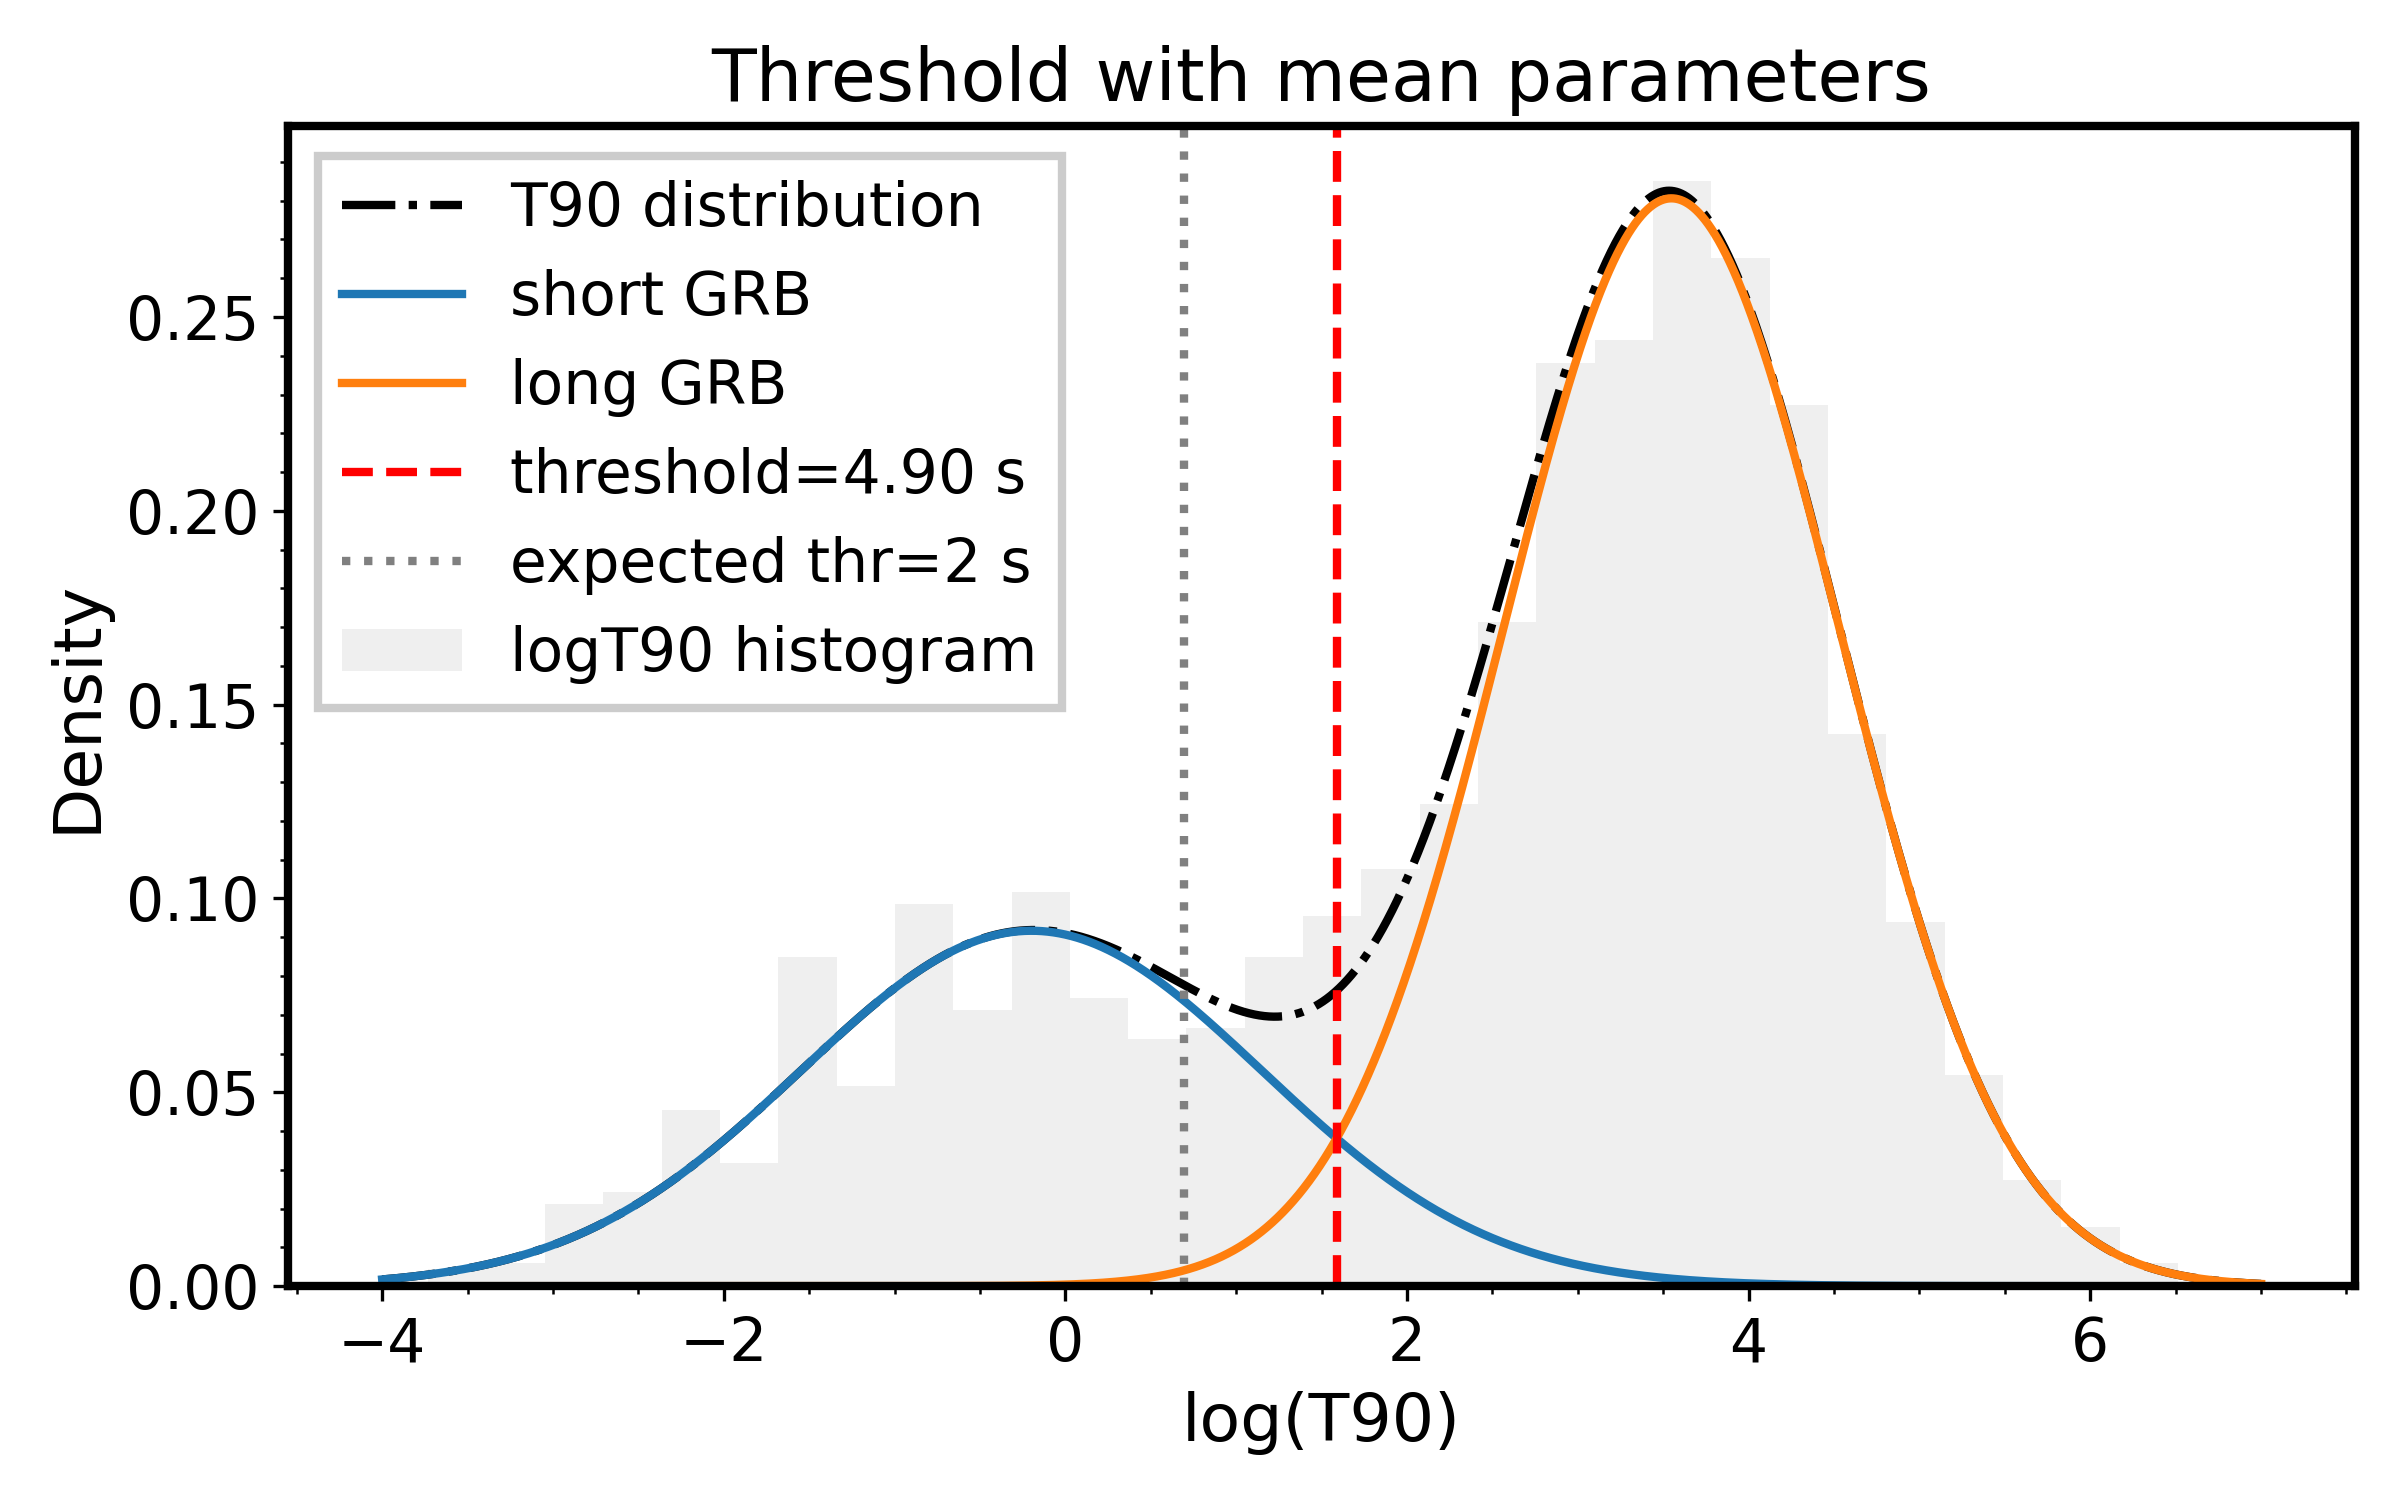 Threshold with mean parameters
T90 distribution
short GRB
long GRB
threshold=4.90 s
expected thr=2 s
logT90 histogram
Density
0.25
0.20
0.15
0.10
0.05
0.00
−4 −2 0 2 4 6
log(T90)